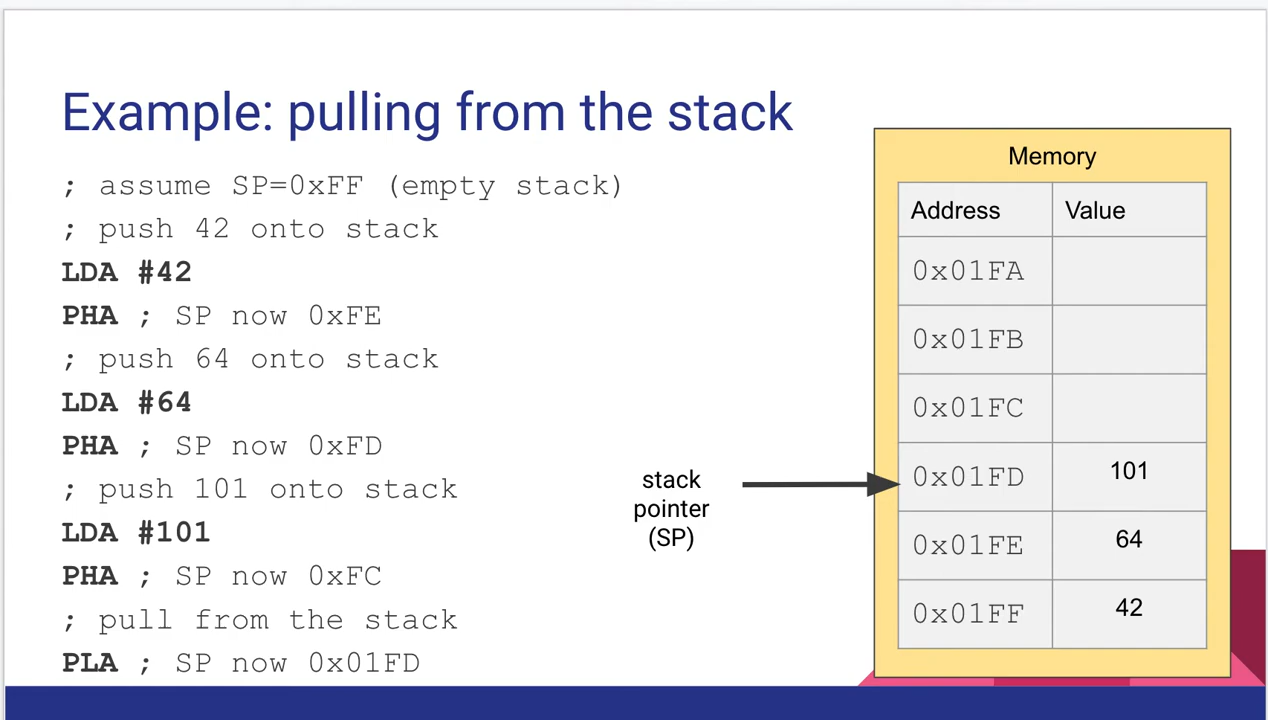 Example: pulling from the stack
; assume SP=0xFF (empty stack)
; push 42 onto stack
LDA #42
PHA ; SP now 0xFE
; push 64 onto stack
LDA #64
PHA ; SP now 0xFD
; push 101 onto stack
LDA #101
PHA ; SP now 0xFC
; pull from the stack
PLA ; SP now 0x01FD
stack
pointer
(SP)
Memory
Address Value
0x01FA
0x01FB
0x01FC
0x01FD 101
0x01FE 64
0x01FF 42